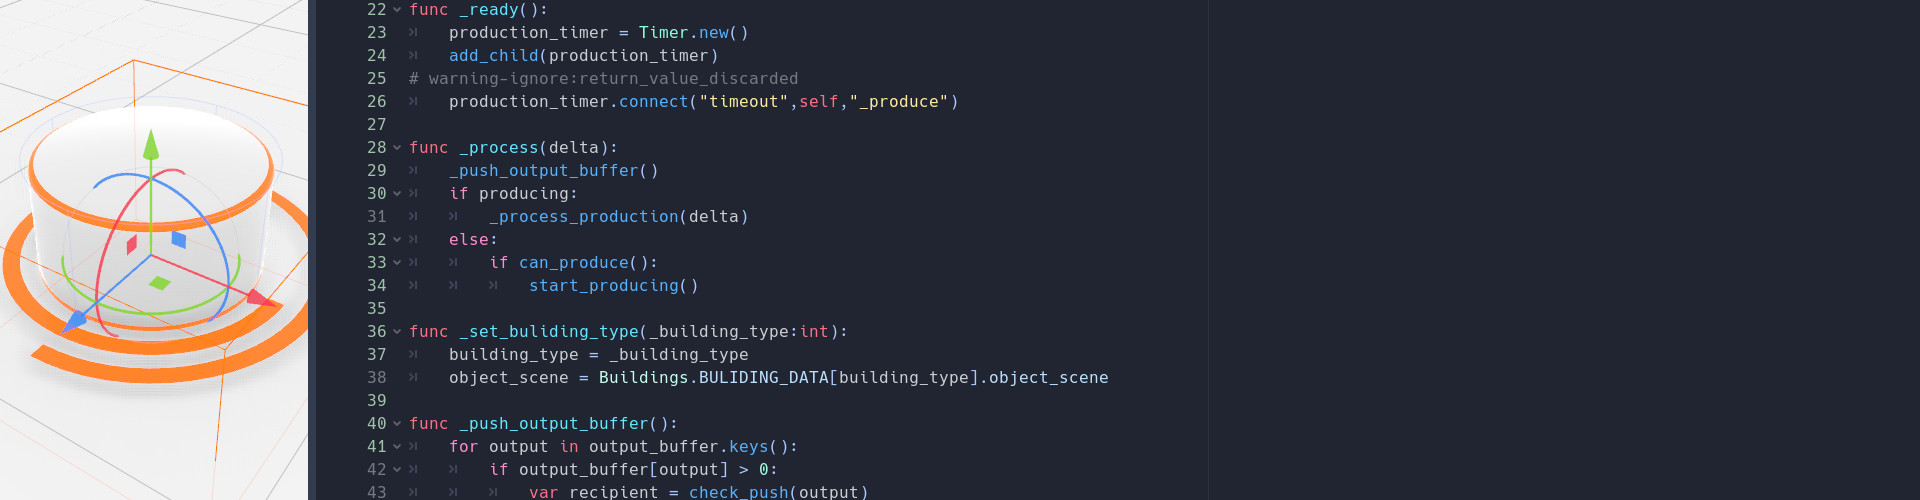 22 func _ready():
23 production_timer = Timer.new()
24 add_child(production_timer)
25 # warning-ignore:return_value_discarded
26 production_timer.connect("timeout",self,"_produce")
27
28 func _process(delta):
29 _push_output_buffer()
30 if producing:
31 _process_production(delta)
32 else:
33 if can_produce():
34 start_producing()
35
36 func _set_buliding_type(_building_type:int):
37 building_type = _building_type
38 object_scene = Buildings.BULIDING_DATA[building_type].object_scene
39
40 func _push_output_buffer():
41 for output in output_buffer.keys():
42 if output_buffer[output] > 0:
43 var recipient = check_push(output)